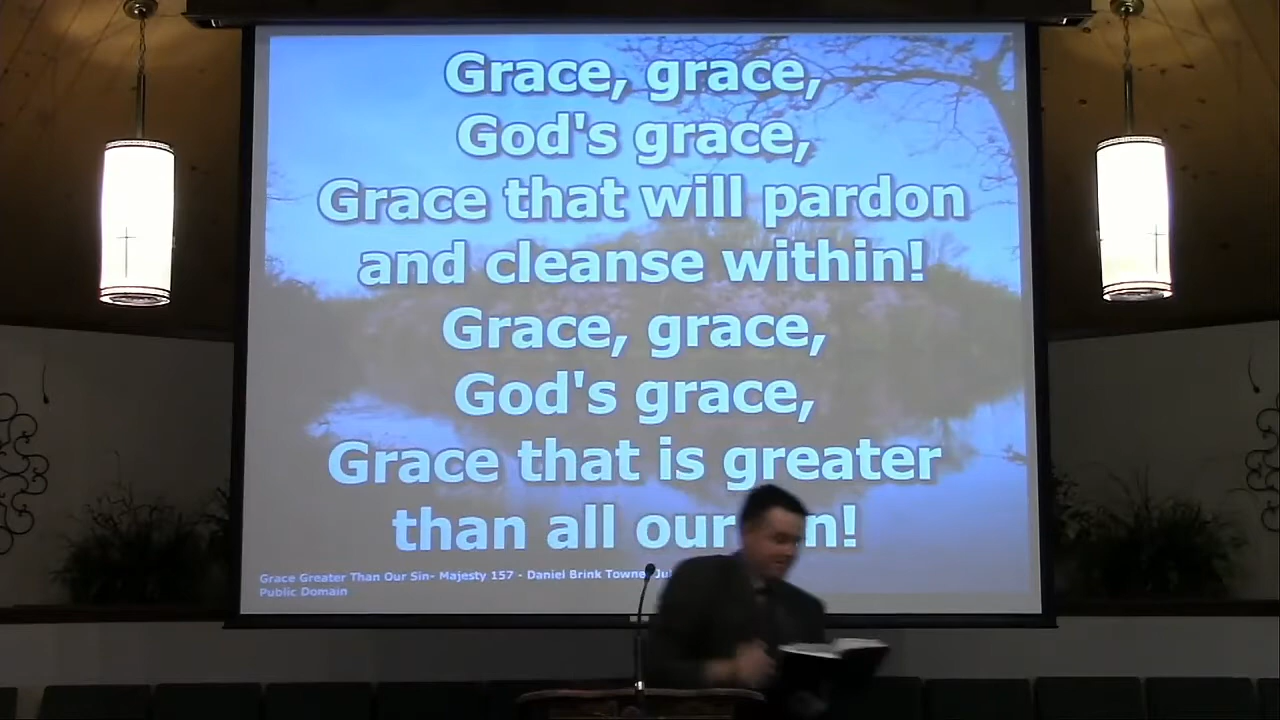 Grace, grace,
God's grace,
Grace that will pardon
and cleanse within!
Grace, grace,
God's grace,
Grace that is greater
than all our n!
Grace Greater Than Our Sin- Majesty 157 - Daniel Brink Towne
Public Domain